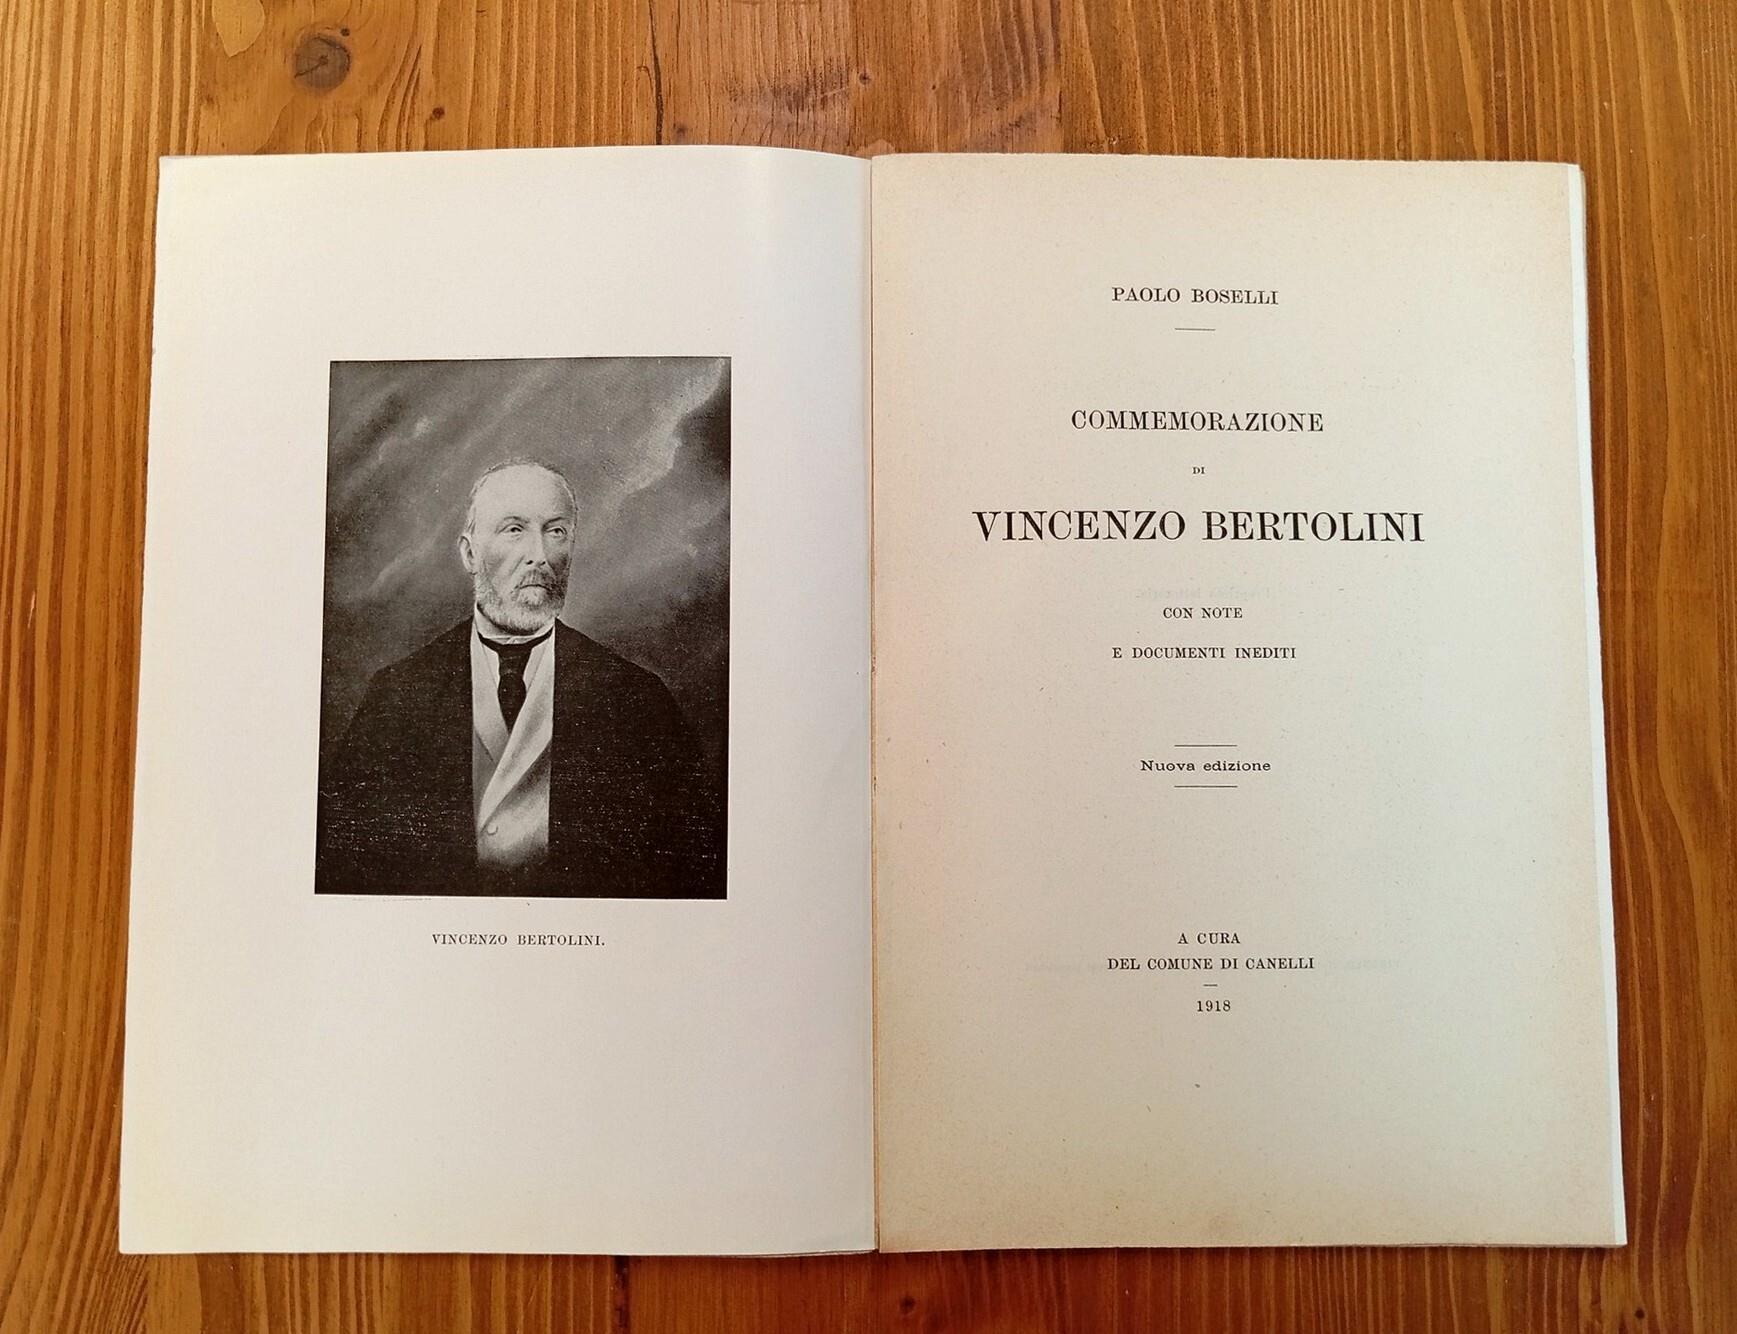 VINCENZO BERTOLINI.
PAOLO BOSELLI
COMMEMORAZIONE
DI
VINCENZO BERTOLINI
CON NOTE
E DOCUMENTI INEDITI
Nuova edizione
A CURA
DEL COMUNE DI CANELLI
1918